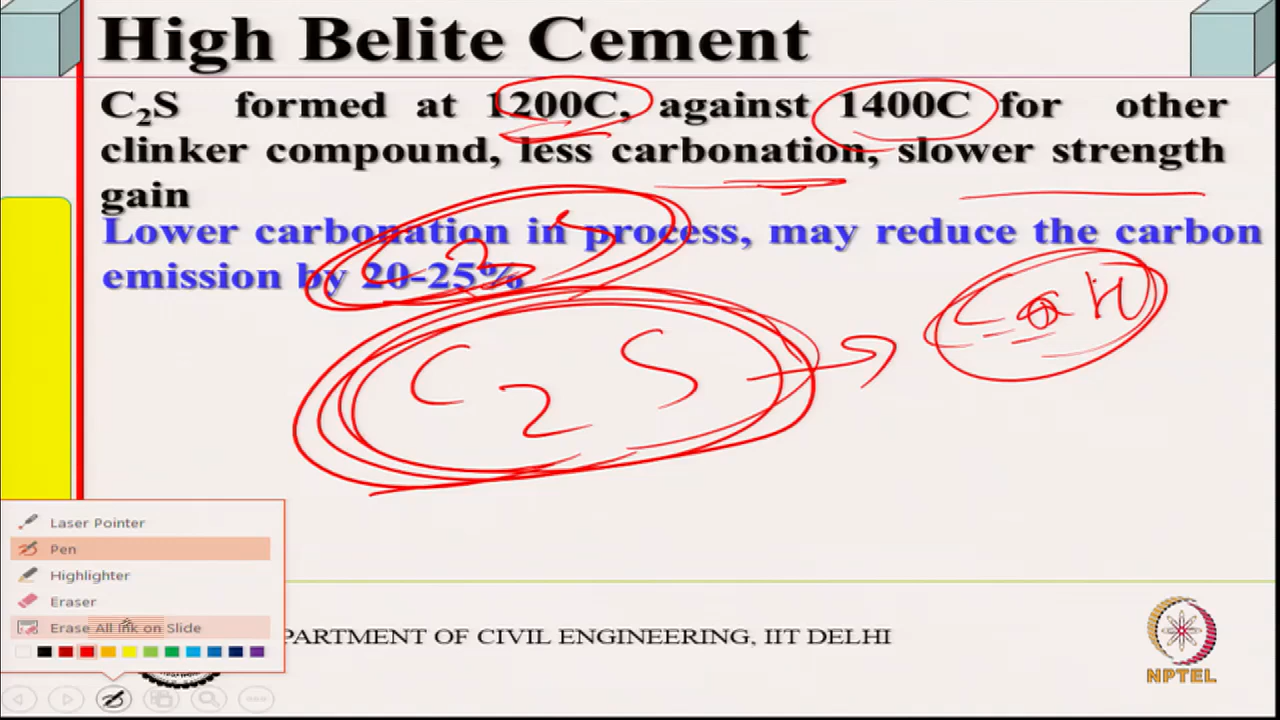 High Belite Cement
C₂S formed at 1200C, against 1400C for other
clinker compound, less carbonation, slower strength
gain
Lower carbonation in process, may reduce the carbon
emission by 20-25%
C3S
C2S
Laser Pointer
Pen
Highlighter
Eraser
Erase All Ink on Slide
PARTMENT OF CIVIL ENGINEERING, IIT DELHI
NPTEL